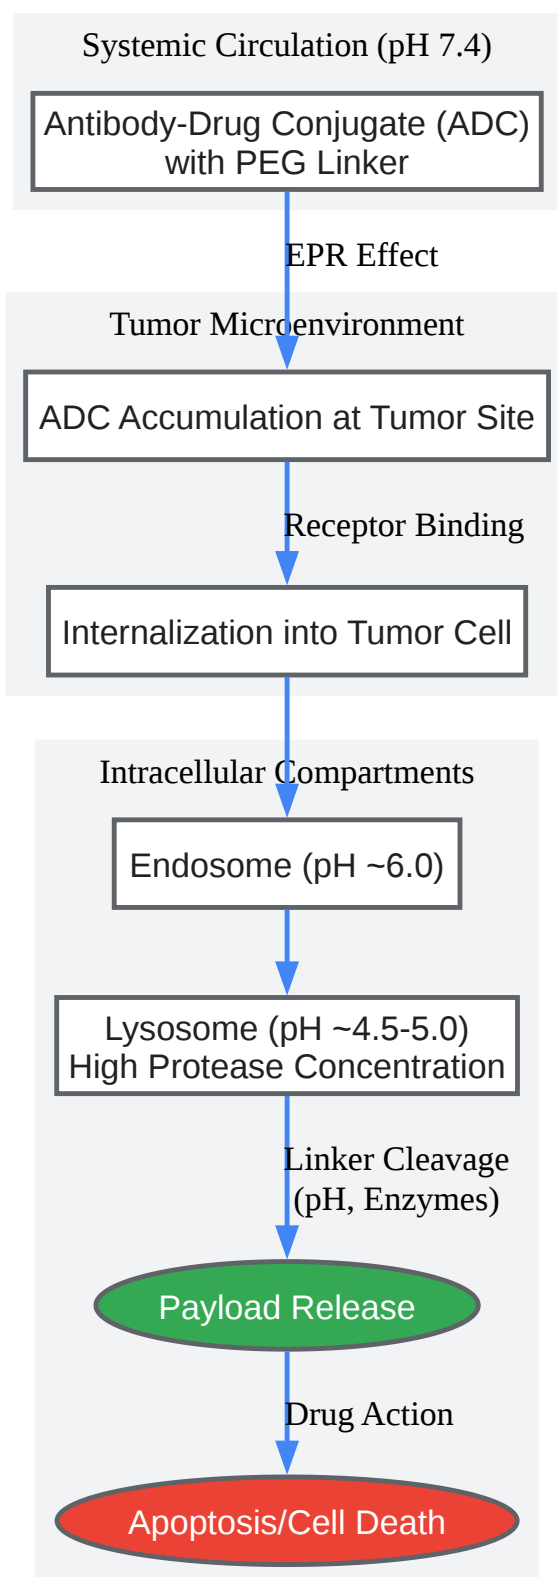 Systemic Circulation (pH 7.4)
Antibody-Drug Conjugate (ADC)
with PEG Linker
EPR Effect
Tumor Microenvironment
ADC Accumulation at Tumor Site
Receptor Binding
Internalization into Tumor Cell
Intracellular Compartments
Endosome (pH ~6.0)
Lysosome (pH ~4.5-5.0)
High Protease Concentration
Linker Cleavage
(pH, Enzymes)
Payload Release
Drug Action
Apoptosis/Cell Death